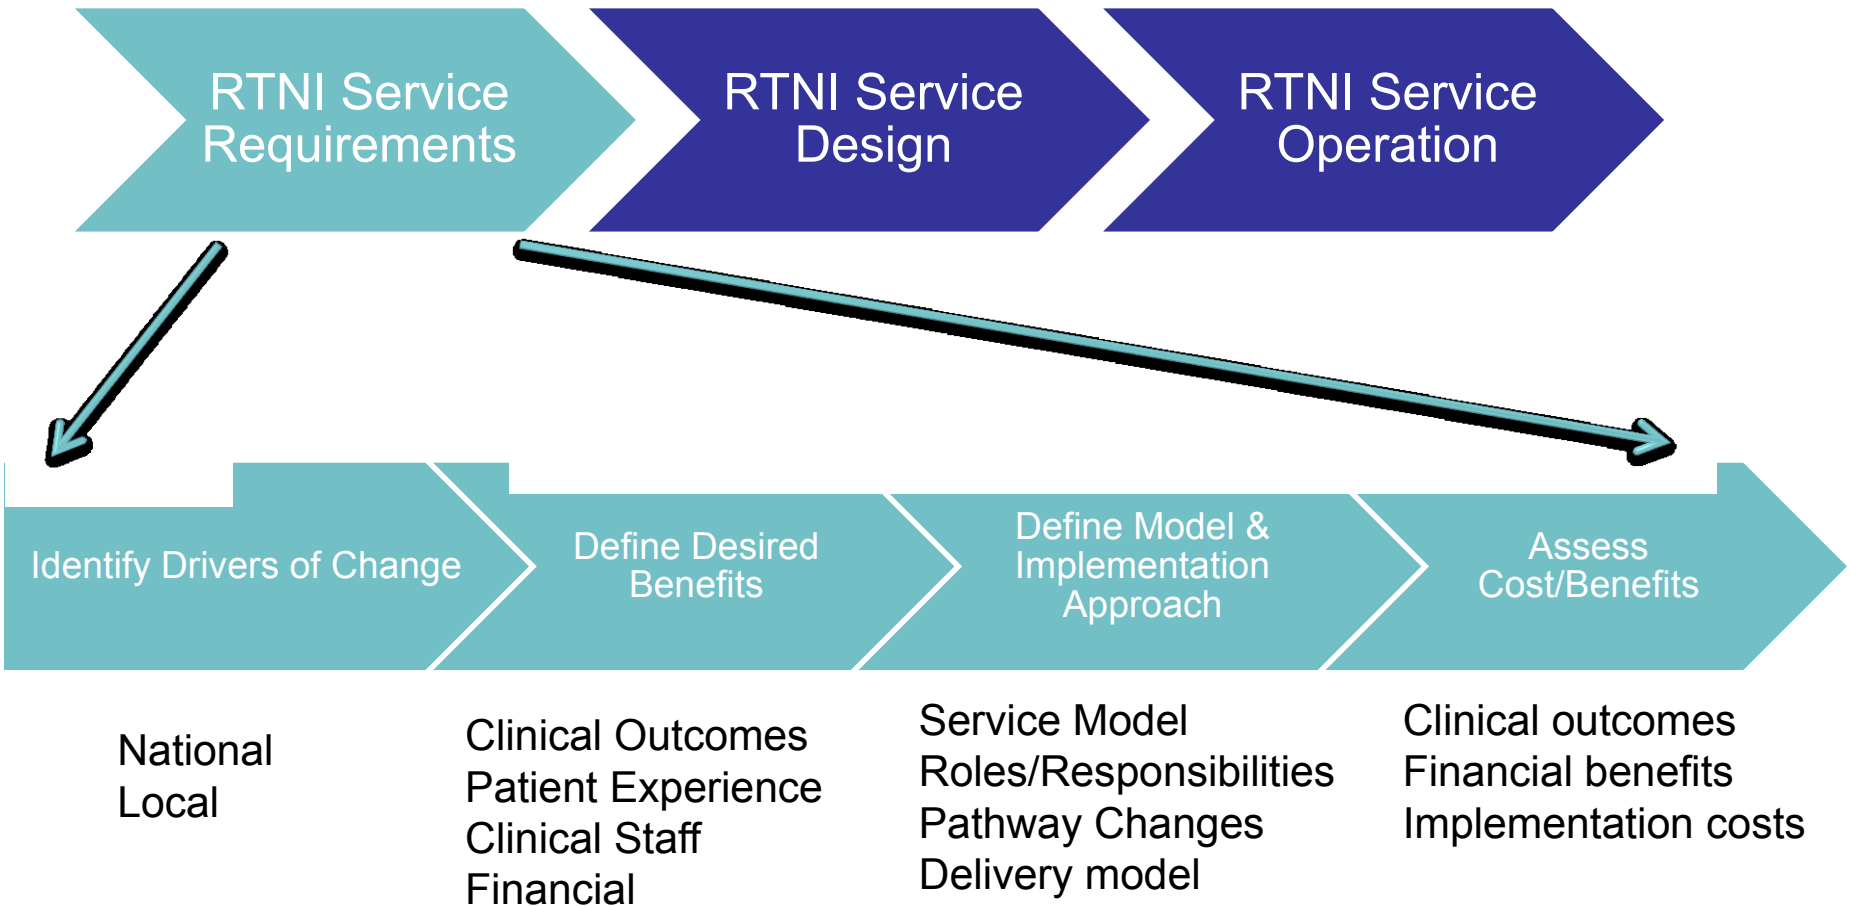 RTNI Service
Requirements
RTNI Service
Design
RTNI Service
Operation
Identify Drivers of Change
Define Desired
Benefits
Define Model &
Implementation
Approach
Assess
Cost/Benefits
National
Local
Clinical Outcomes
Patient Experience
Clinical Staff
Financial
Service Model
Roles/Responsibilities
Pathway Changes
Delivery model
Clinical outcomes
Financial benefits
Implementation costs